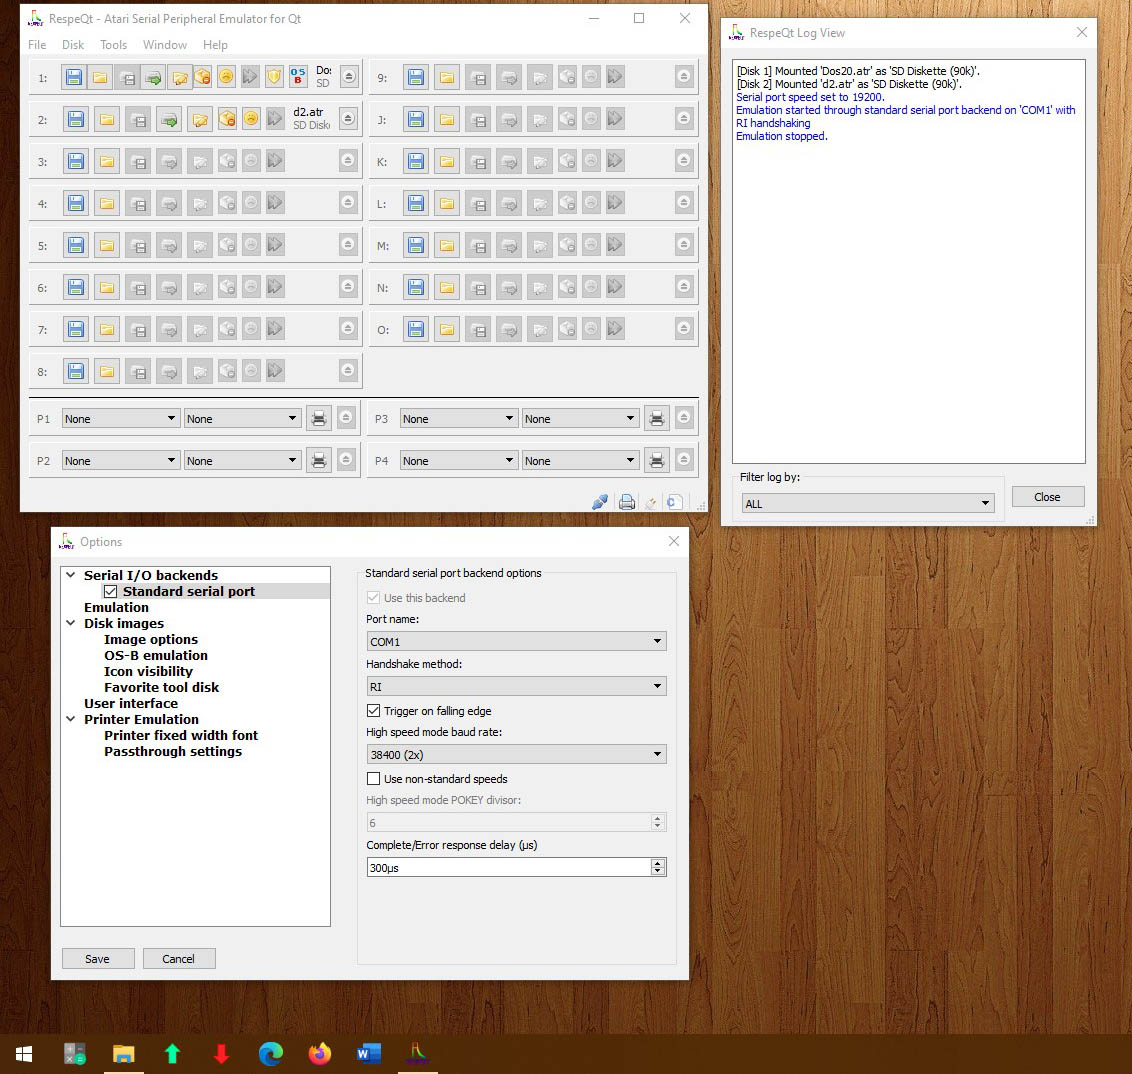 RespeQt - Atari Serial Peripheral Emulator for Qt
File Disk Tools Window Help
1: OS B Dos SD
9:
2: d2.atr SD Disk
J:
3:
K:
4:
L:
5:
M:
6:
N:
7:
O:
8:
P1 None None
P3 None None
P2 None None
P4 None None
RespeQt Log View
[Disk 1] Mounted 'Dos20.atr' as 'SD Diskette (90k)'.
[Disk 2] Mounted 'd2.atr' as 'SD Diskette (90k)'.
Serial port speed set to 19200.
Emulation started through standard serial port backend on 'COM1' with
RI handshaking
Emulation stopped.
Filter log by:
ALL
Close
Options
Serial I/O backends
Standard serial port
Emulation
Disk images
Image options
OS-B emulation
Icon visibility
Favorite tool disk
User interface
Printer Emulation
Printer fixed width font
Passthrough settings
Save Cancel
Standard serial port backend options
Use this backend
Port name:
COM1
Handshake method:
RI
Trigger on falling edge
High speed mode baud rate:
38400 (2x)
Use non-standard speeds
High speed mode POKEY divisor:
6
Complete/Error response delay (µs)
300µs
W